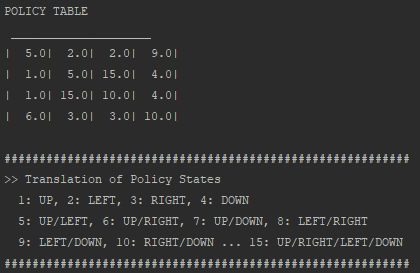 POLICY TABLE
____________________
| 5.0| 2.0| 2.0| 9.0|
| 1.0| 5.0| 15.0| 4.0|
| 1.0| 15.0| 10.0| 4.0|
| 6.0| 3.0| 3.0| 10.0|
##########################################################
>> Translation of Policy States
1: UP, 2: LEFT, 3: RIGHT, 4: DOWN
5: UP/LEFT, 6: UP/RIGHT, 7: UP/DOWN, 8: LEFT/RIGHT
9: LEFT/DOWN, 10: RIGHT/DOWN ... 15: UP/RIGHT/LEFT/DOWN
##########################################################